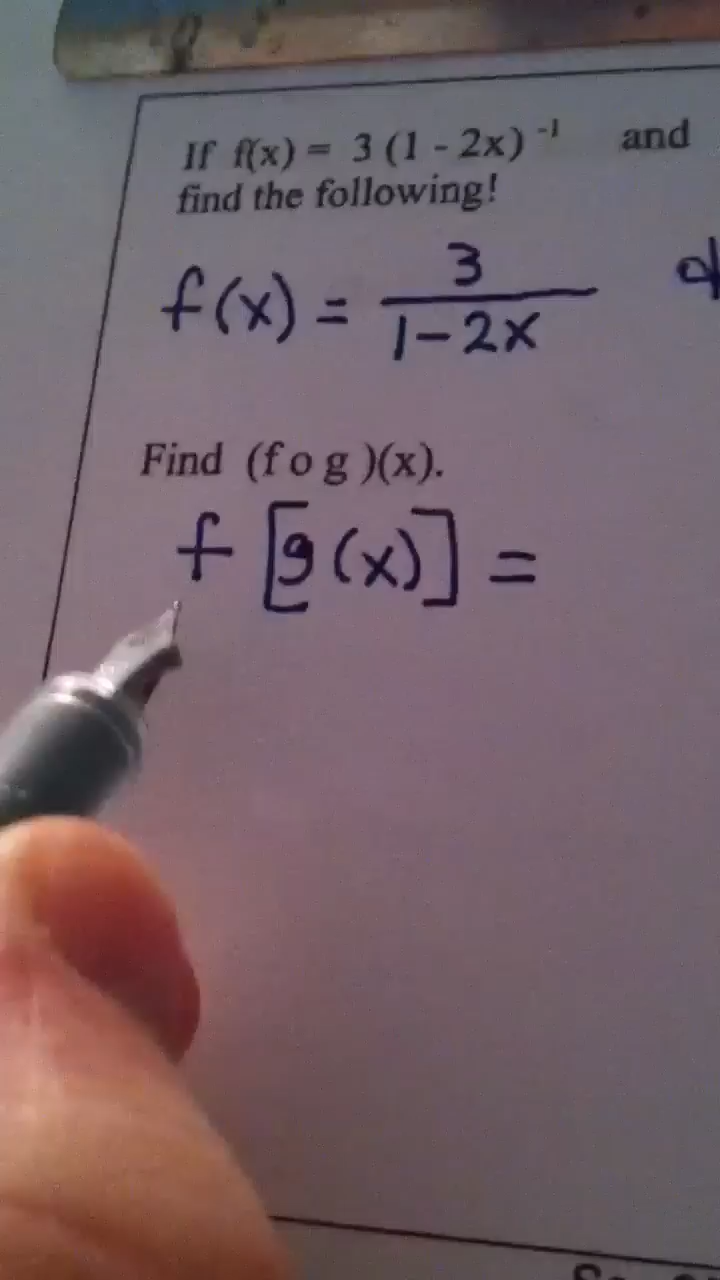 If f(x) = 3 (1 - 2x)⁻¹ and
find the following!
f(x) = 3/(1-2x)
Find (f o g )(x).
f [g(x)] =